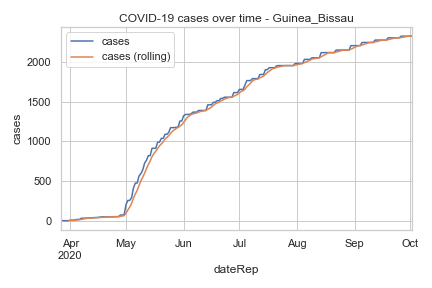 COVID-19 cases over time - Guinea_Bissau
cases
cases (rolling)
cases
2000
1500
1000
500
0
Apr May Jun Jul Aug Sep Oct
2020
dateRep